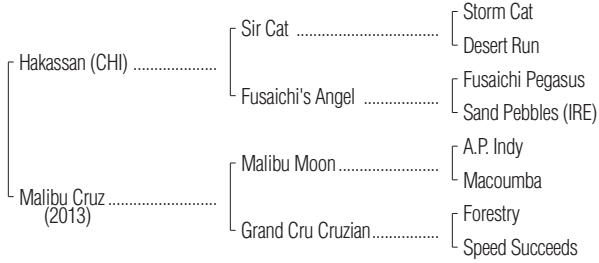 Storm Cat
Sir Cat ..................................
Desert Run
Hakassan (CHI) ....................
Fusaichi Pegasus
Fusaichi's Angel ..................
Sand Pebbles (IRE)
A.P. Indy
Malibu Moon ........................
Macoumba
Malibu Cruz ..........................
(2013)
Forestry
Grand Cru Cruzian................
Speed Succeeds